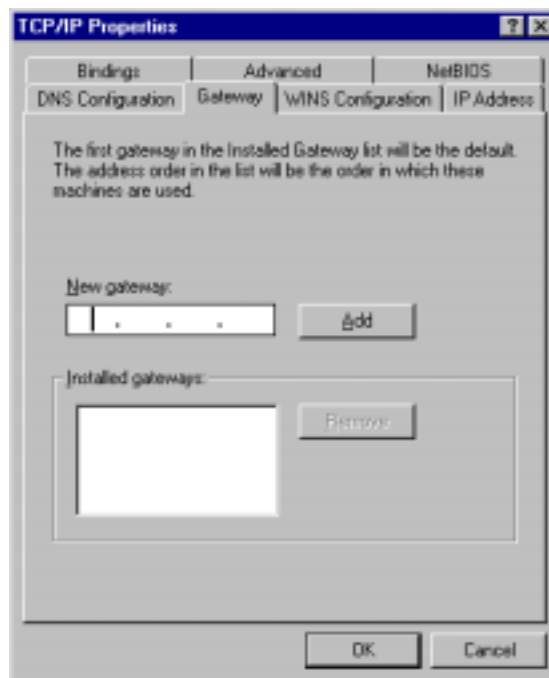 TCP/IP Properties
Bindings Advanced NetBIOS
DNS Configuration Gateway WINS Configuration IP Address
The first gateway in the Installed Gateway list will be the default.
The address order in the list will be the order in which these
machines are used.
New gateway:
. . .
Add
Installed gateways:
Remove
OK Cancel